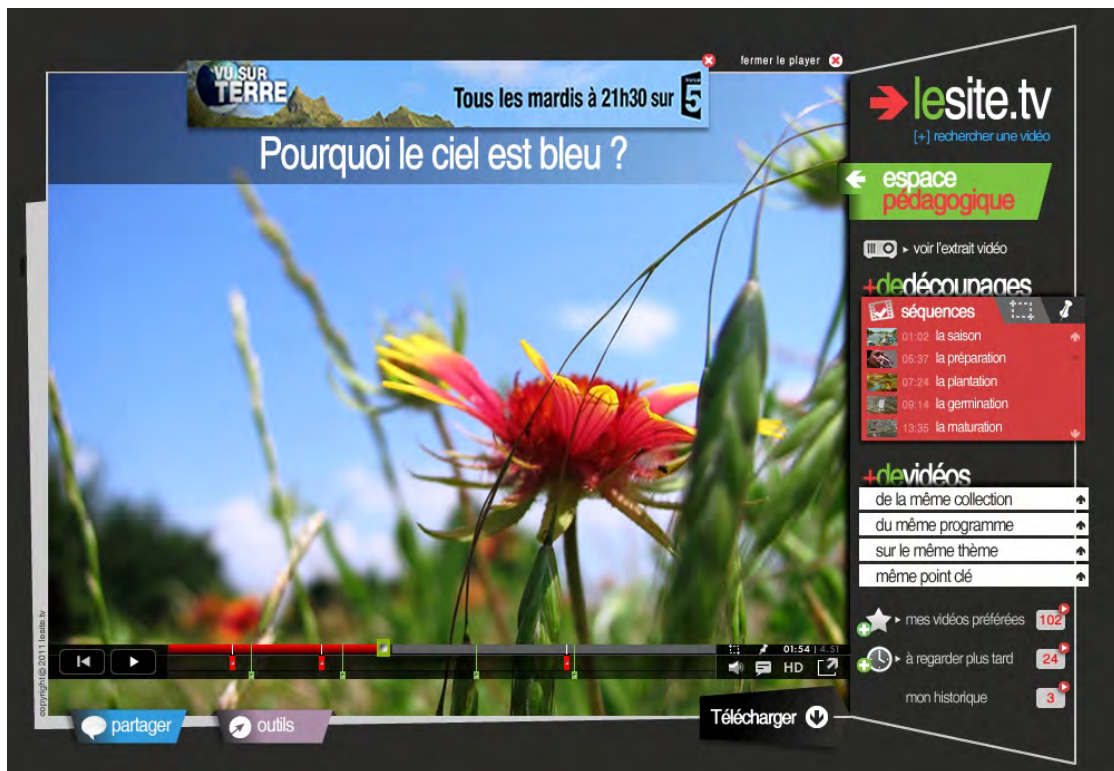 fermer le player
VU SUR
TERRE
Tous les mardis à 21h30 sur
france
5
Pourquoi le ciel est bleu ?
lesite.tv
[+] rechercher une vidéo
espace
pédagogique
voir l'extrait vidéo
+dedécoupages
séquences
01:02 la saison
05:37 la préparation
07:24 la plantation
09:14 la germination
13:35 la maturation
+devidéos
de la même collection
du même programme
sur le même thème
même point clé
mes vidéos préférées 102
à regarder plus tard 24
mon historique 3
01:54 | 4.51
HD
copyright © 2011 lesite.tv
partager
outils
Télécharger